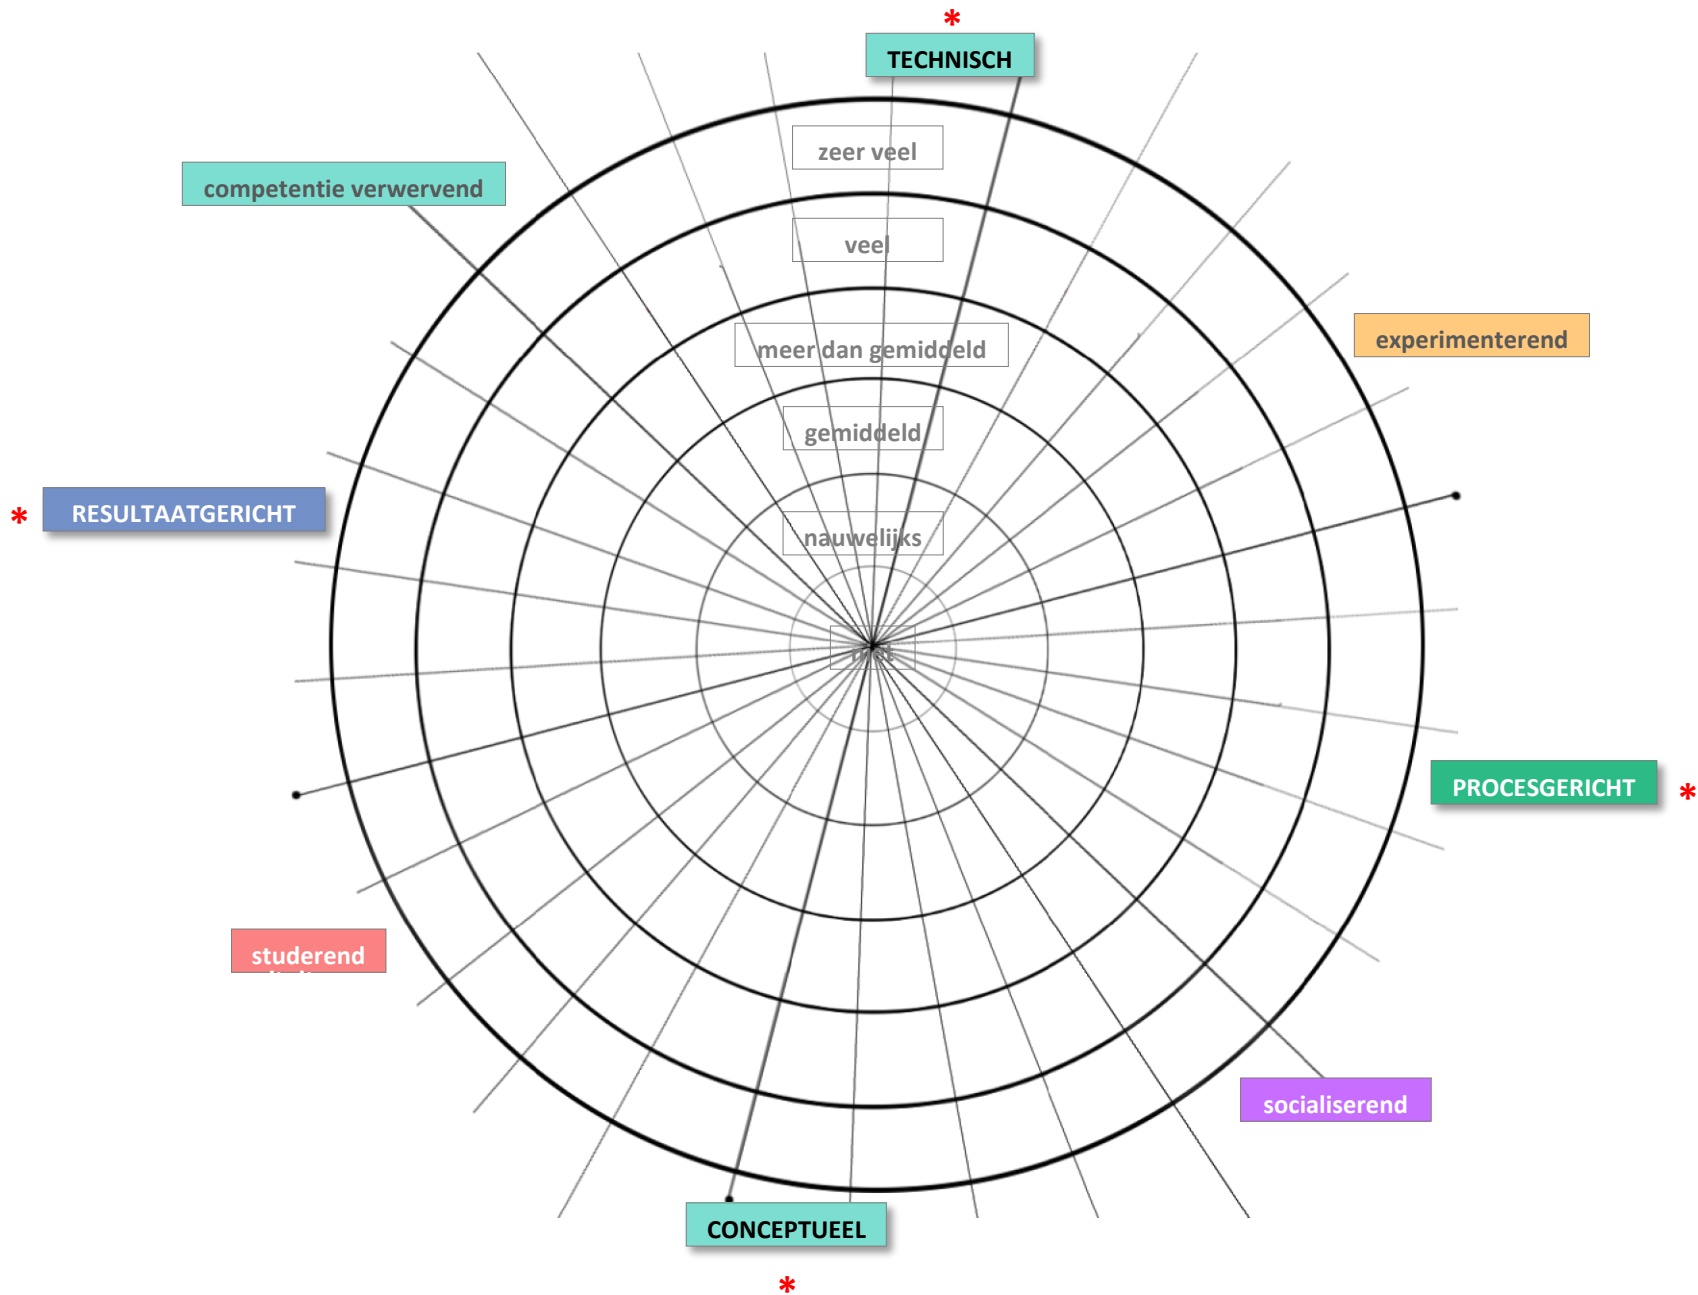 *
TECHNISCH
zeer veel
competentie verwervend
veel
experimenterend
meer dan gemiddeld
gemiddeld
* RESULTAATGERICHT
nauwelijks
PROCESGERICHT *
studerend
socialiserend
CONCEPTUEEL
*